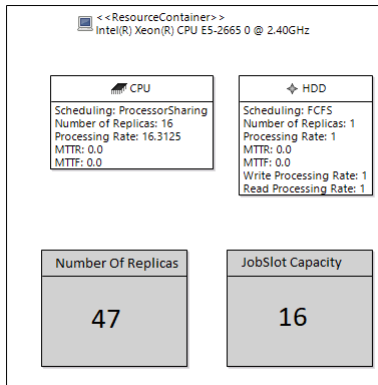 <<ResourceContainer>>
Intel(R) Xeon(R) CPU E5-2665 0 @ 2.40GHz
CPU
Scheduling: ProcessorSharing
Number of Replicas: 16
Processing Rate: 16.3125
MTTR: 0.0
MTTF: 0.0
HDD
Scheduling: FCFS
Number of Replicas: 1
Processing Rate: 1
MTTR: 0.0
MTTF: 0.0
Write Processing Rate: 1
Read Processing Rate: 1
Number Of Replicas
47
JobSlot Capacity
16